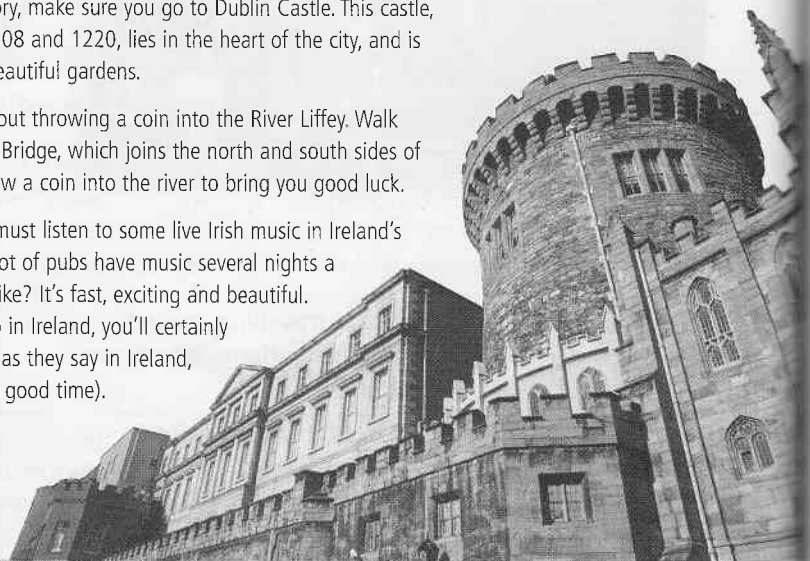 ory, make sure you go to Dublin Castle. This castle,
08 and 1220, lies in the heart of the city, and is
eautiful gardens.
out throwing a coin into the River Liffey. Walk
Bridge, which joins the north and south sides of
w a coin into the river to bring you good luck.
must listen to some live Irish music in Ireland's
ot of pubs have music several nights a
ike? It's fast, exciting and beautiful.
in Ireland, you'll certainly
as they say in Ireland,
good time).